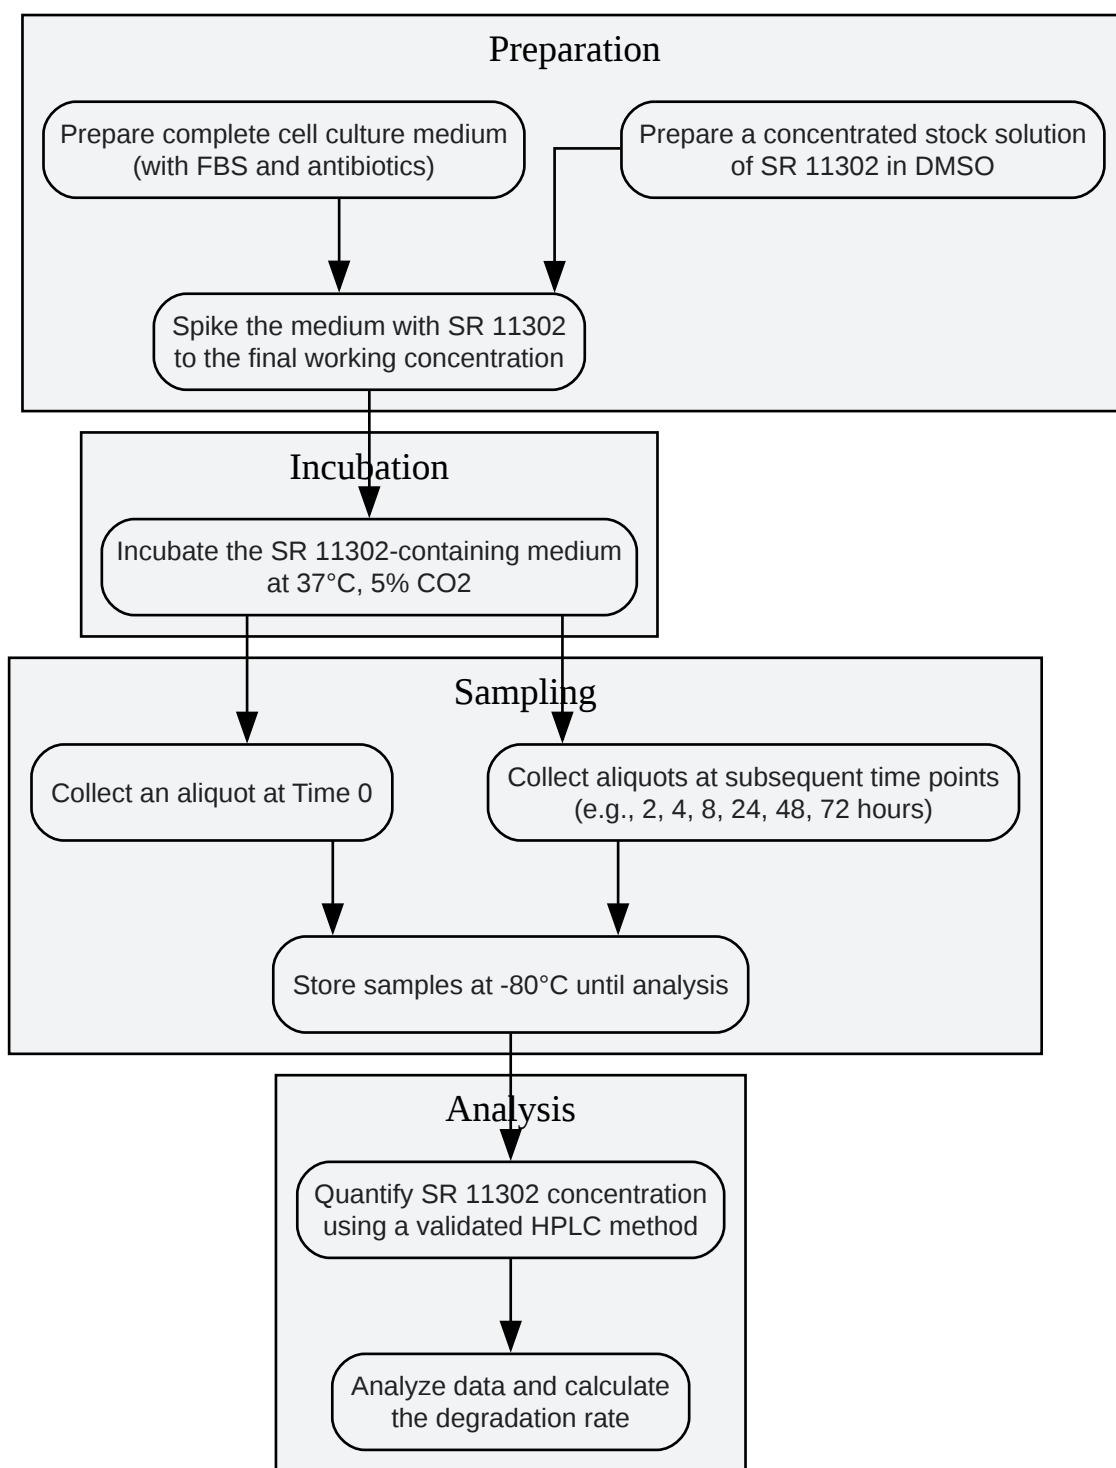 Preparation
Prepare complete cell culture medium
(with FBS and antibiotics)
Prepare a concentrated stock solution
of SR 11302 in DMSO
Spike the medium with SR 11302
to the final working concentration
Incubation
Incubate the SR 11302-containing medium
at 37°C, 5% CO2
Sampling
Collect an aliquot at Time 0
Collect aliquots at subsequent time points
(e.g., 2, 4, 8, 24, 48, 72 hours)
Store samples at -80°C until analysis
Analysis
Quantify SR 11302 concentration
using a validated HPLC method
Analyze data and calculate
the degradation rate